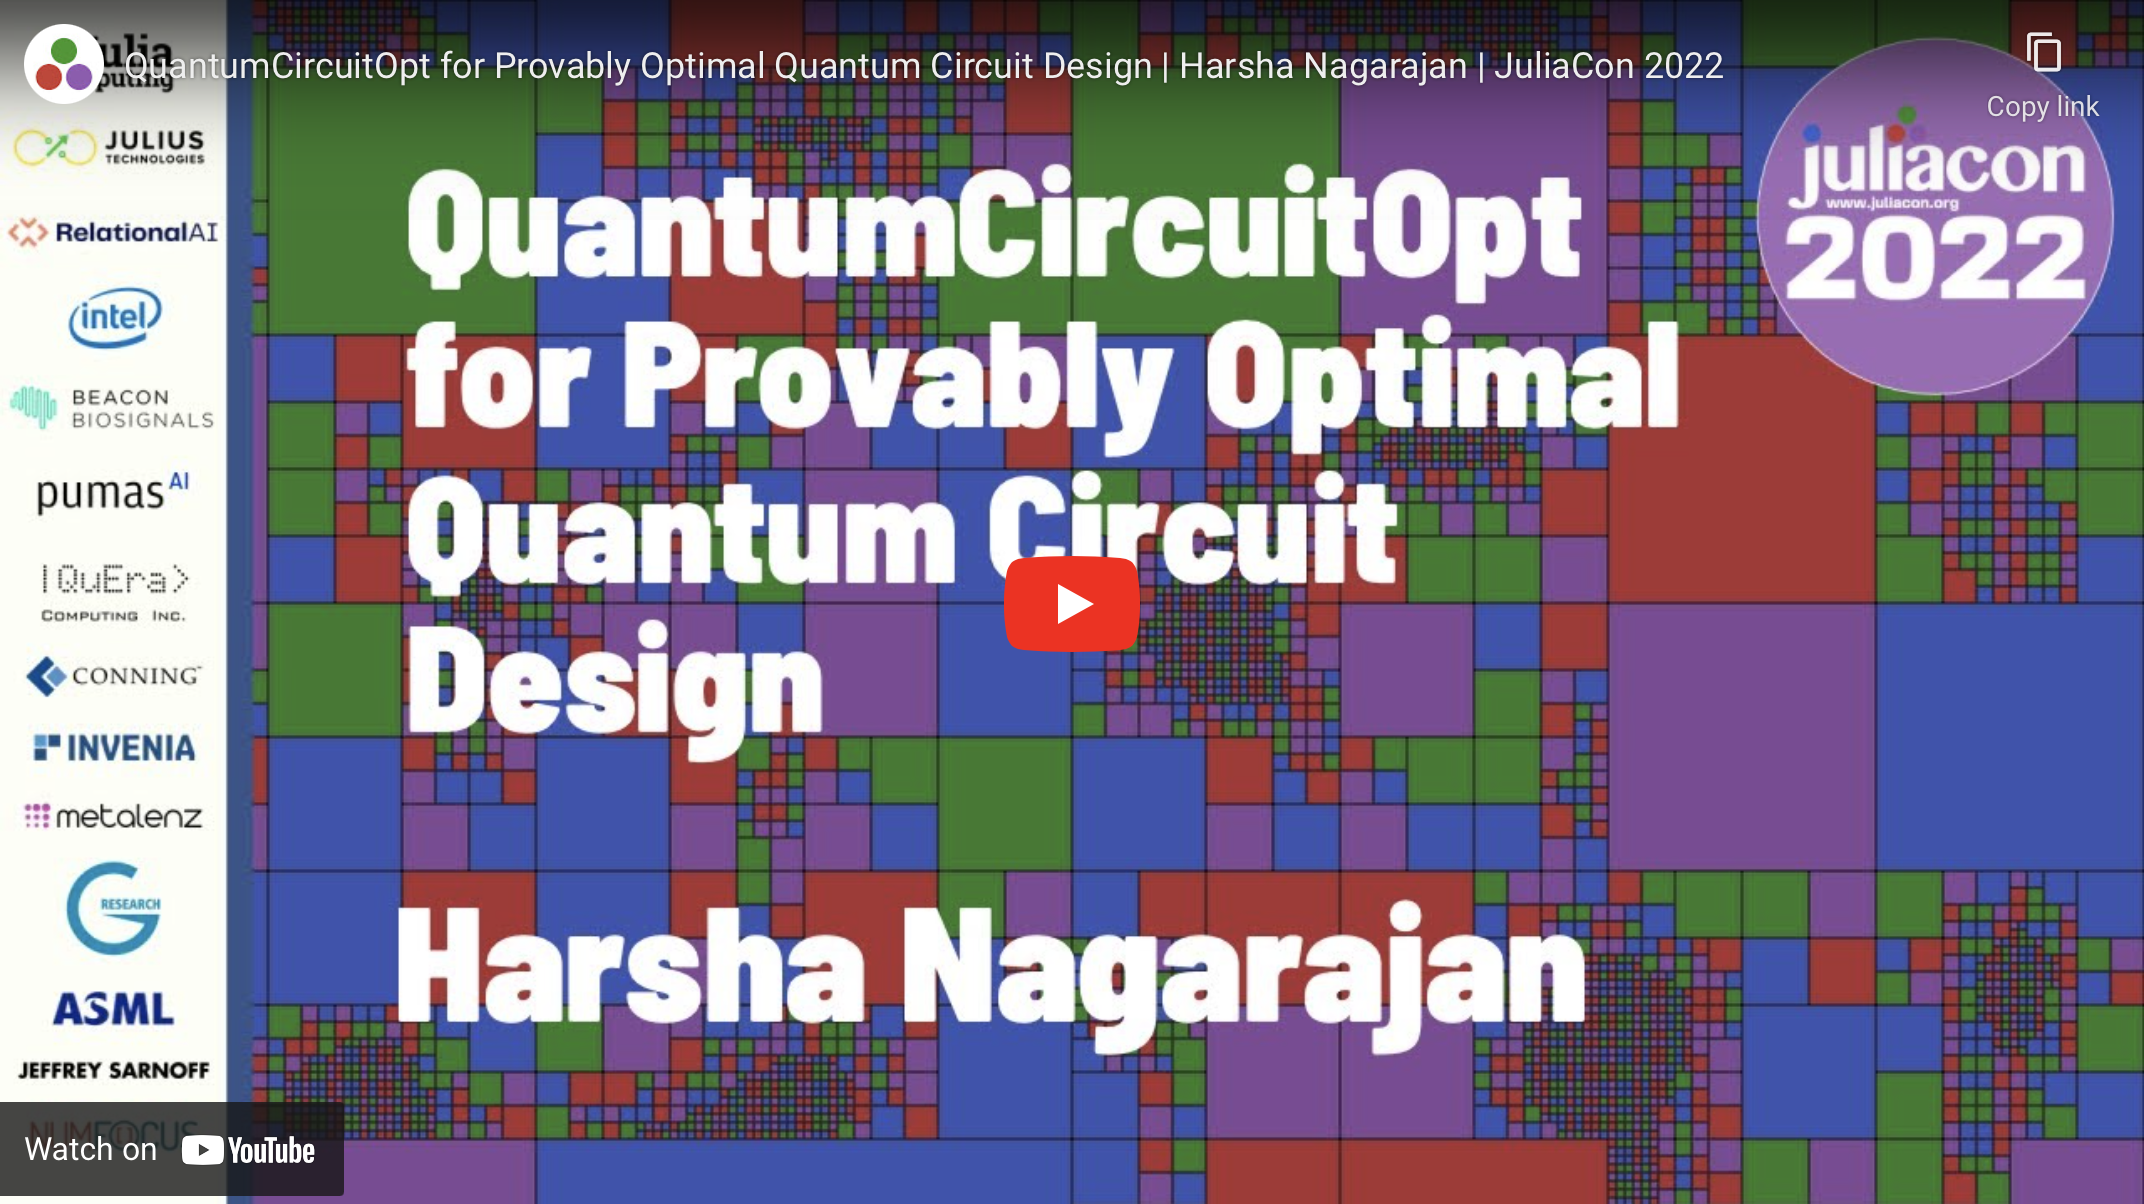 QuantumCircuitOpt for Provably Optimal Quantum Circuit Design | Harsha Nagarajan | JuliaCon 2022
Copy link
JULIUS
TECHNOLOGIES
RelationalAI
intel
BEACON
BIOSIGNALS
pumas AI
|QuEra>
COMPUTING INC.
CONNING
INVENIA
metalenz
G
RESEARCH
ASML
JEFFREY SARNOFF
NUMFOCUS
QuantumCircuitOpt
for Provably Optimal
Quantum Circuit
Design
Harsha Nagarajan
juliacon
www.juliacon.org
2022
Watch on YouTube